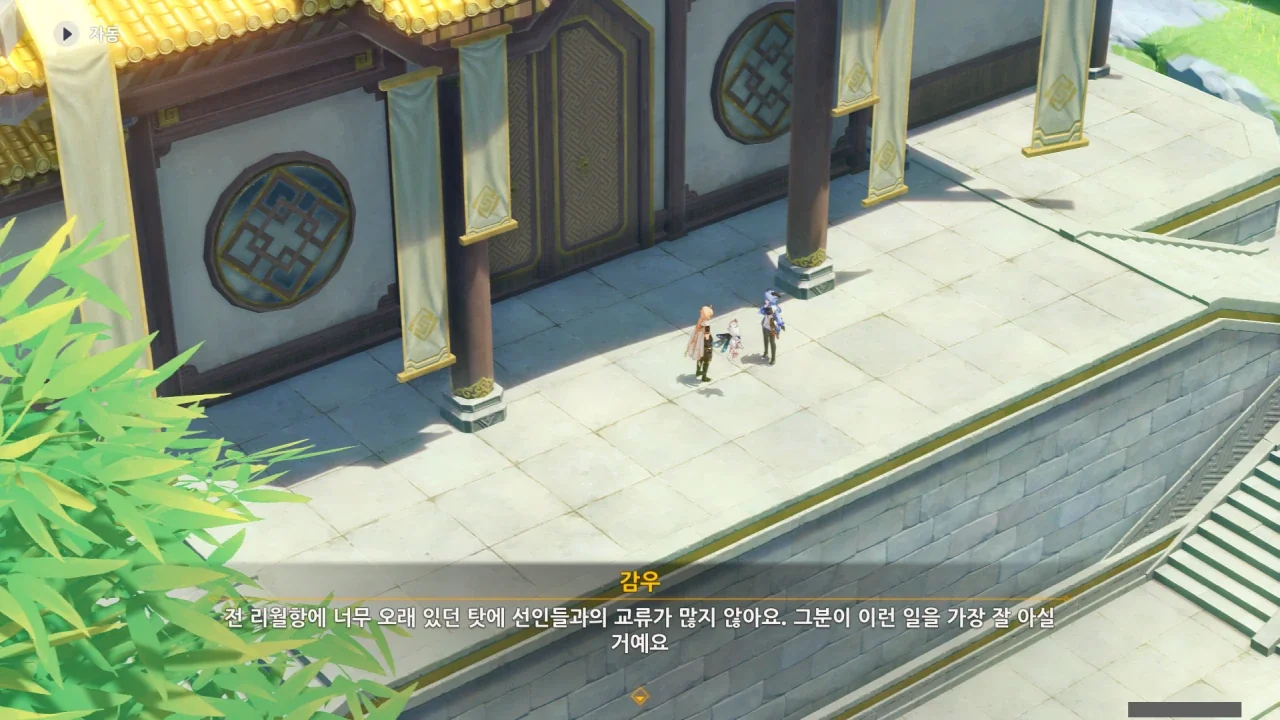 자동
감우
전 리월항에 너무 오래 있던 탓에 선인들과의 교류가 많지 않아요. 그분이 이런 일을 가장 잘 아실
거예요